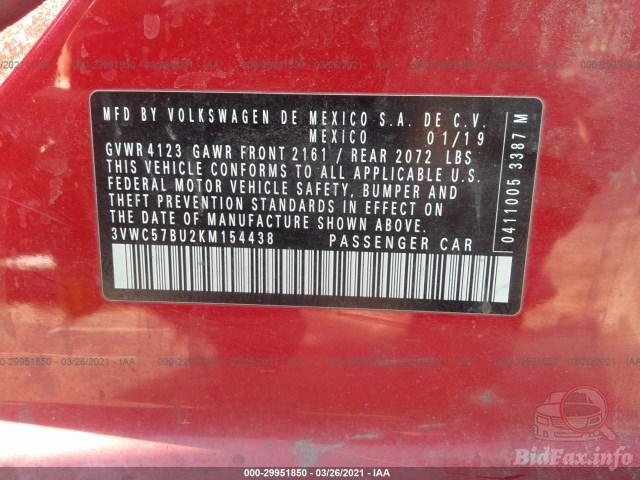 MFD BY VOLKSWAGEN DE MEXICO S.A. DE C.V.
MEXICO 01/19
GVWR 4123 GAWR FRONT 2161 / REAR 2072 LBS
THIS VEHICLE CONFORMS TO ALL APPLICABLE U.S.
FEDERAL MOTOR VEHICLE SAFETY, BUMPER AND
THEFT PREVENTION STANDARDS IN EFFECT ON
THE DATE OF MANUFACTURE SHOWN ABOVE.
3VWC57BU2KM154438 PASSENGER CAR
0411005 3387 M
000-29951850 / 03/26/2021 - IAA
BidFax.info